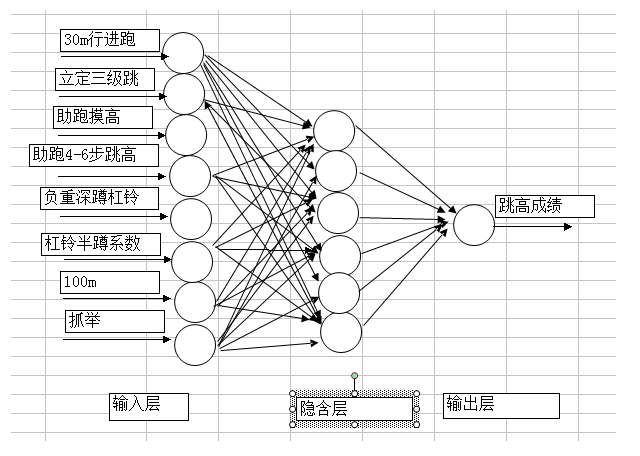 30m行进跑
立定三级跳
助跑摸高
助跑4-6步跳高
负重深蹲杠铃
杠铃半蹲系数
100m
抓举
跳高成绩
输入层
隐含层
输出层